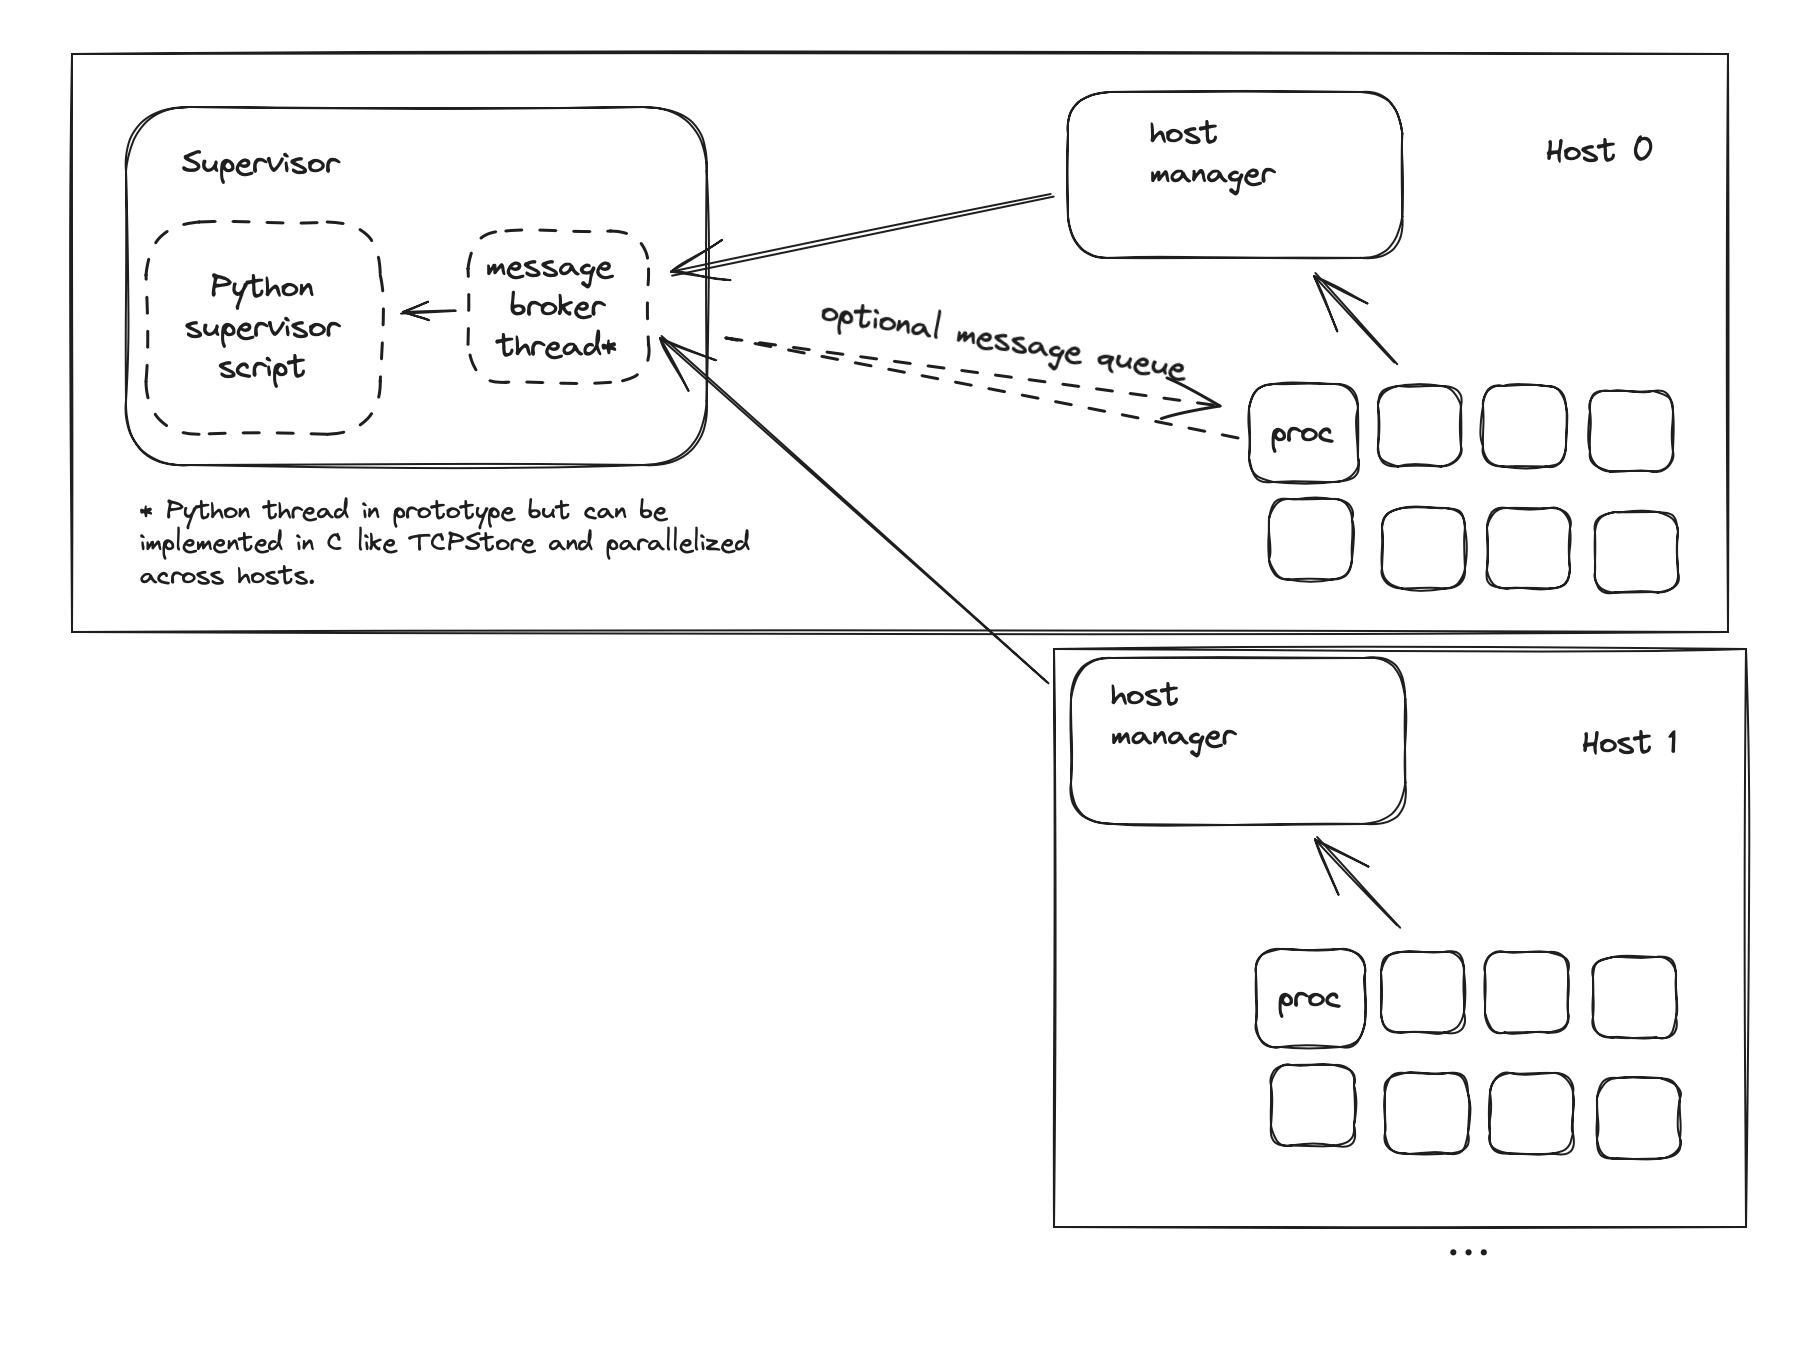 Supervisor
Python
supervisor
script
message
broker
thread*
* Python thread in prototype but can be
implemented in C like TCPStore and parallelized
across hosts.
optional message queue
host
manager
Host 0
proc
host
manager
Host 1
proc
...